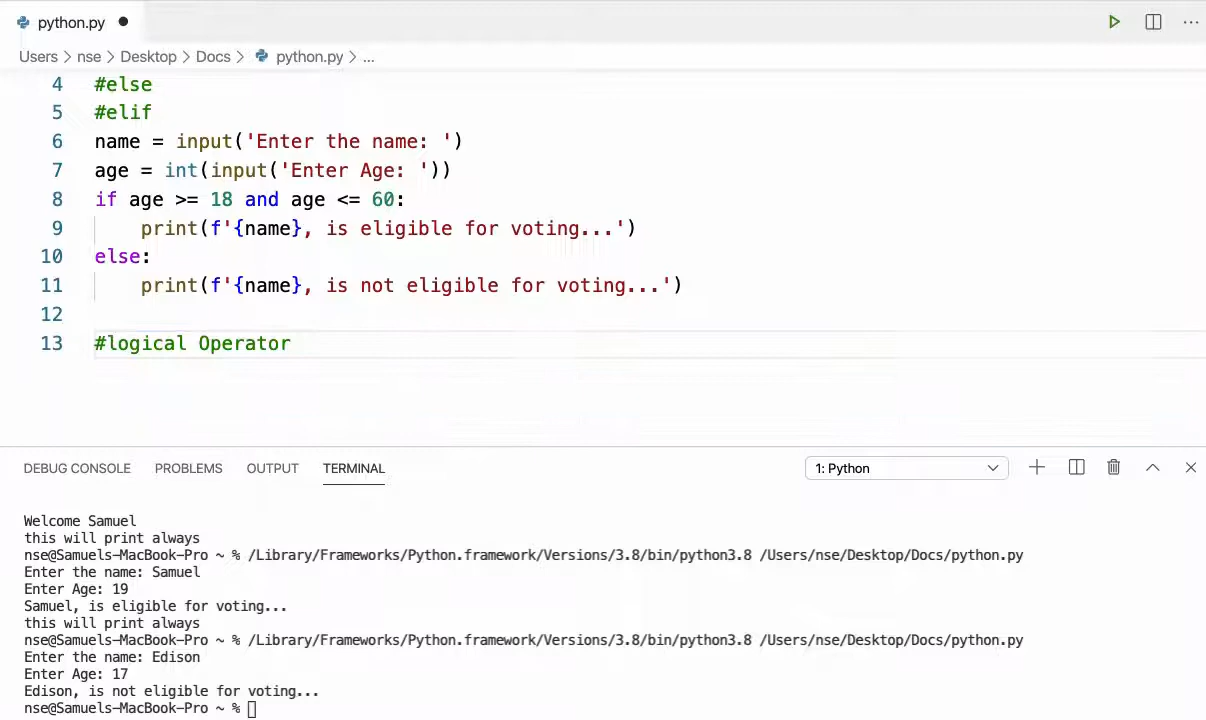 python.py
Users > nse > Desktop > Docs > python.py > ...
4 #else
5 #elif
6 name = input('Enter the name: ')
7 age = int(input('Enter Age: '))
8 if age >= 18 and age <= 60:
9     print(f'{name}, is eligible for voting...')
10 else:
11     print(f'{name}, is not eligible for voting...')
12
13 #logical Operator
DEBUG CONSOLE PROBLEMS OUTPUT TERMINAL 1: Python
Welcome Samuel
this will print always
nse@Samuels-MacBook-Pro ~ % /Library/Frameworks/Python.framework/Versions/3.8/bin/python3.8 /Users/nse/Desktop/Docs/python.py
Enter the name: Samuel
Enter Age: 19
Samuel, is eligible for voting...
this will print always
nse@Samuels-MacBook-Pro ~ % /Library/Frameworks/Python.framework/Versions/3.8/bin/python3.8 /Users/nse/Desktop/Docs/python.py
Enter the name: Edison
Enter Age: 17
Edison, is not eligible for voting...
nse@Samuels-MacBook-Pro ~ %